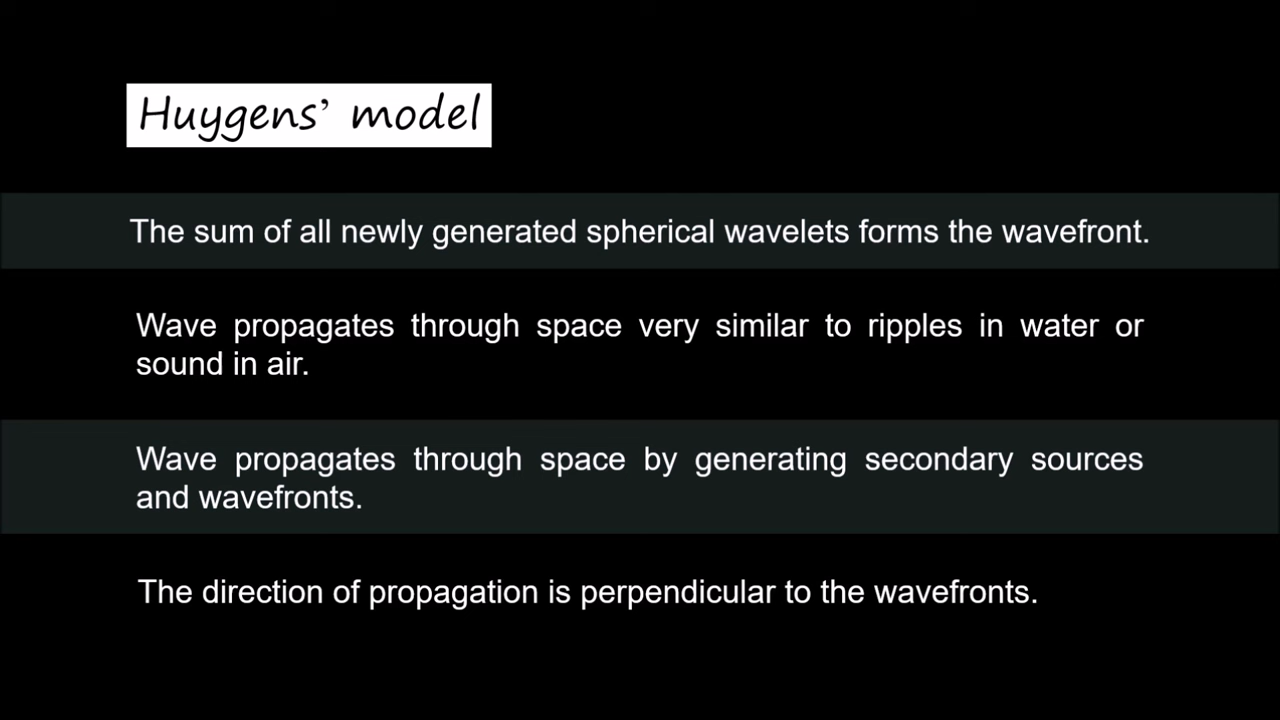 Huygens’ model
The sum of all newly generated spherical wavelets forms the wavefront.
Wave propagates through space very similar to ripples in water or
sound in air.
Wave propagates through space by generating secondary sources
and wavefronts.
The direction of propagation is perpendicular to the wavefronts.